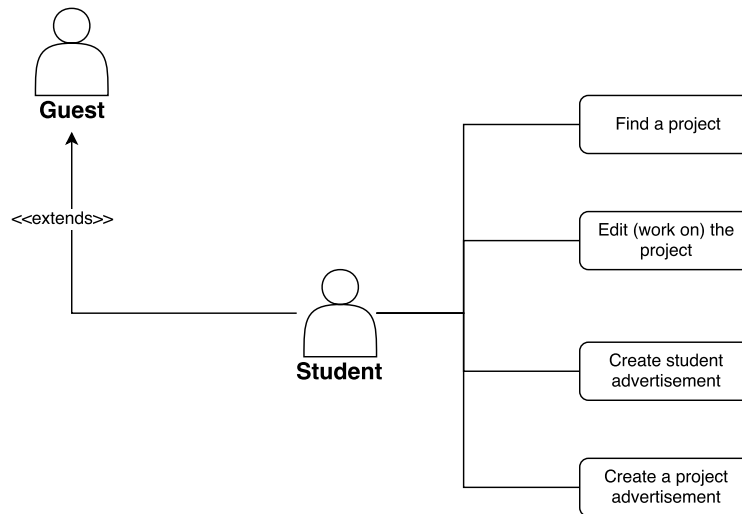 Guest
Find a project
<<extends>>
Edit (work on) the
project
Student
Create student
advertisement
Create a project
advertisement